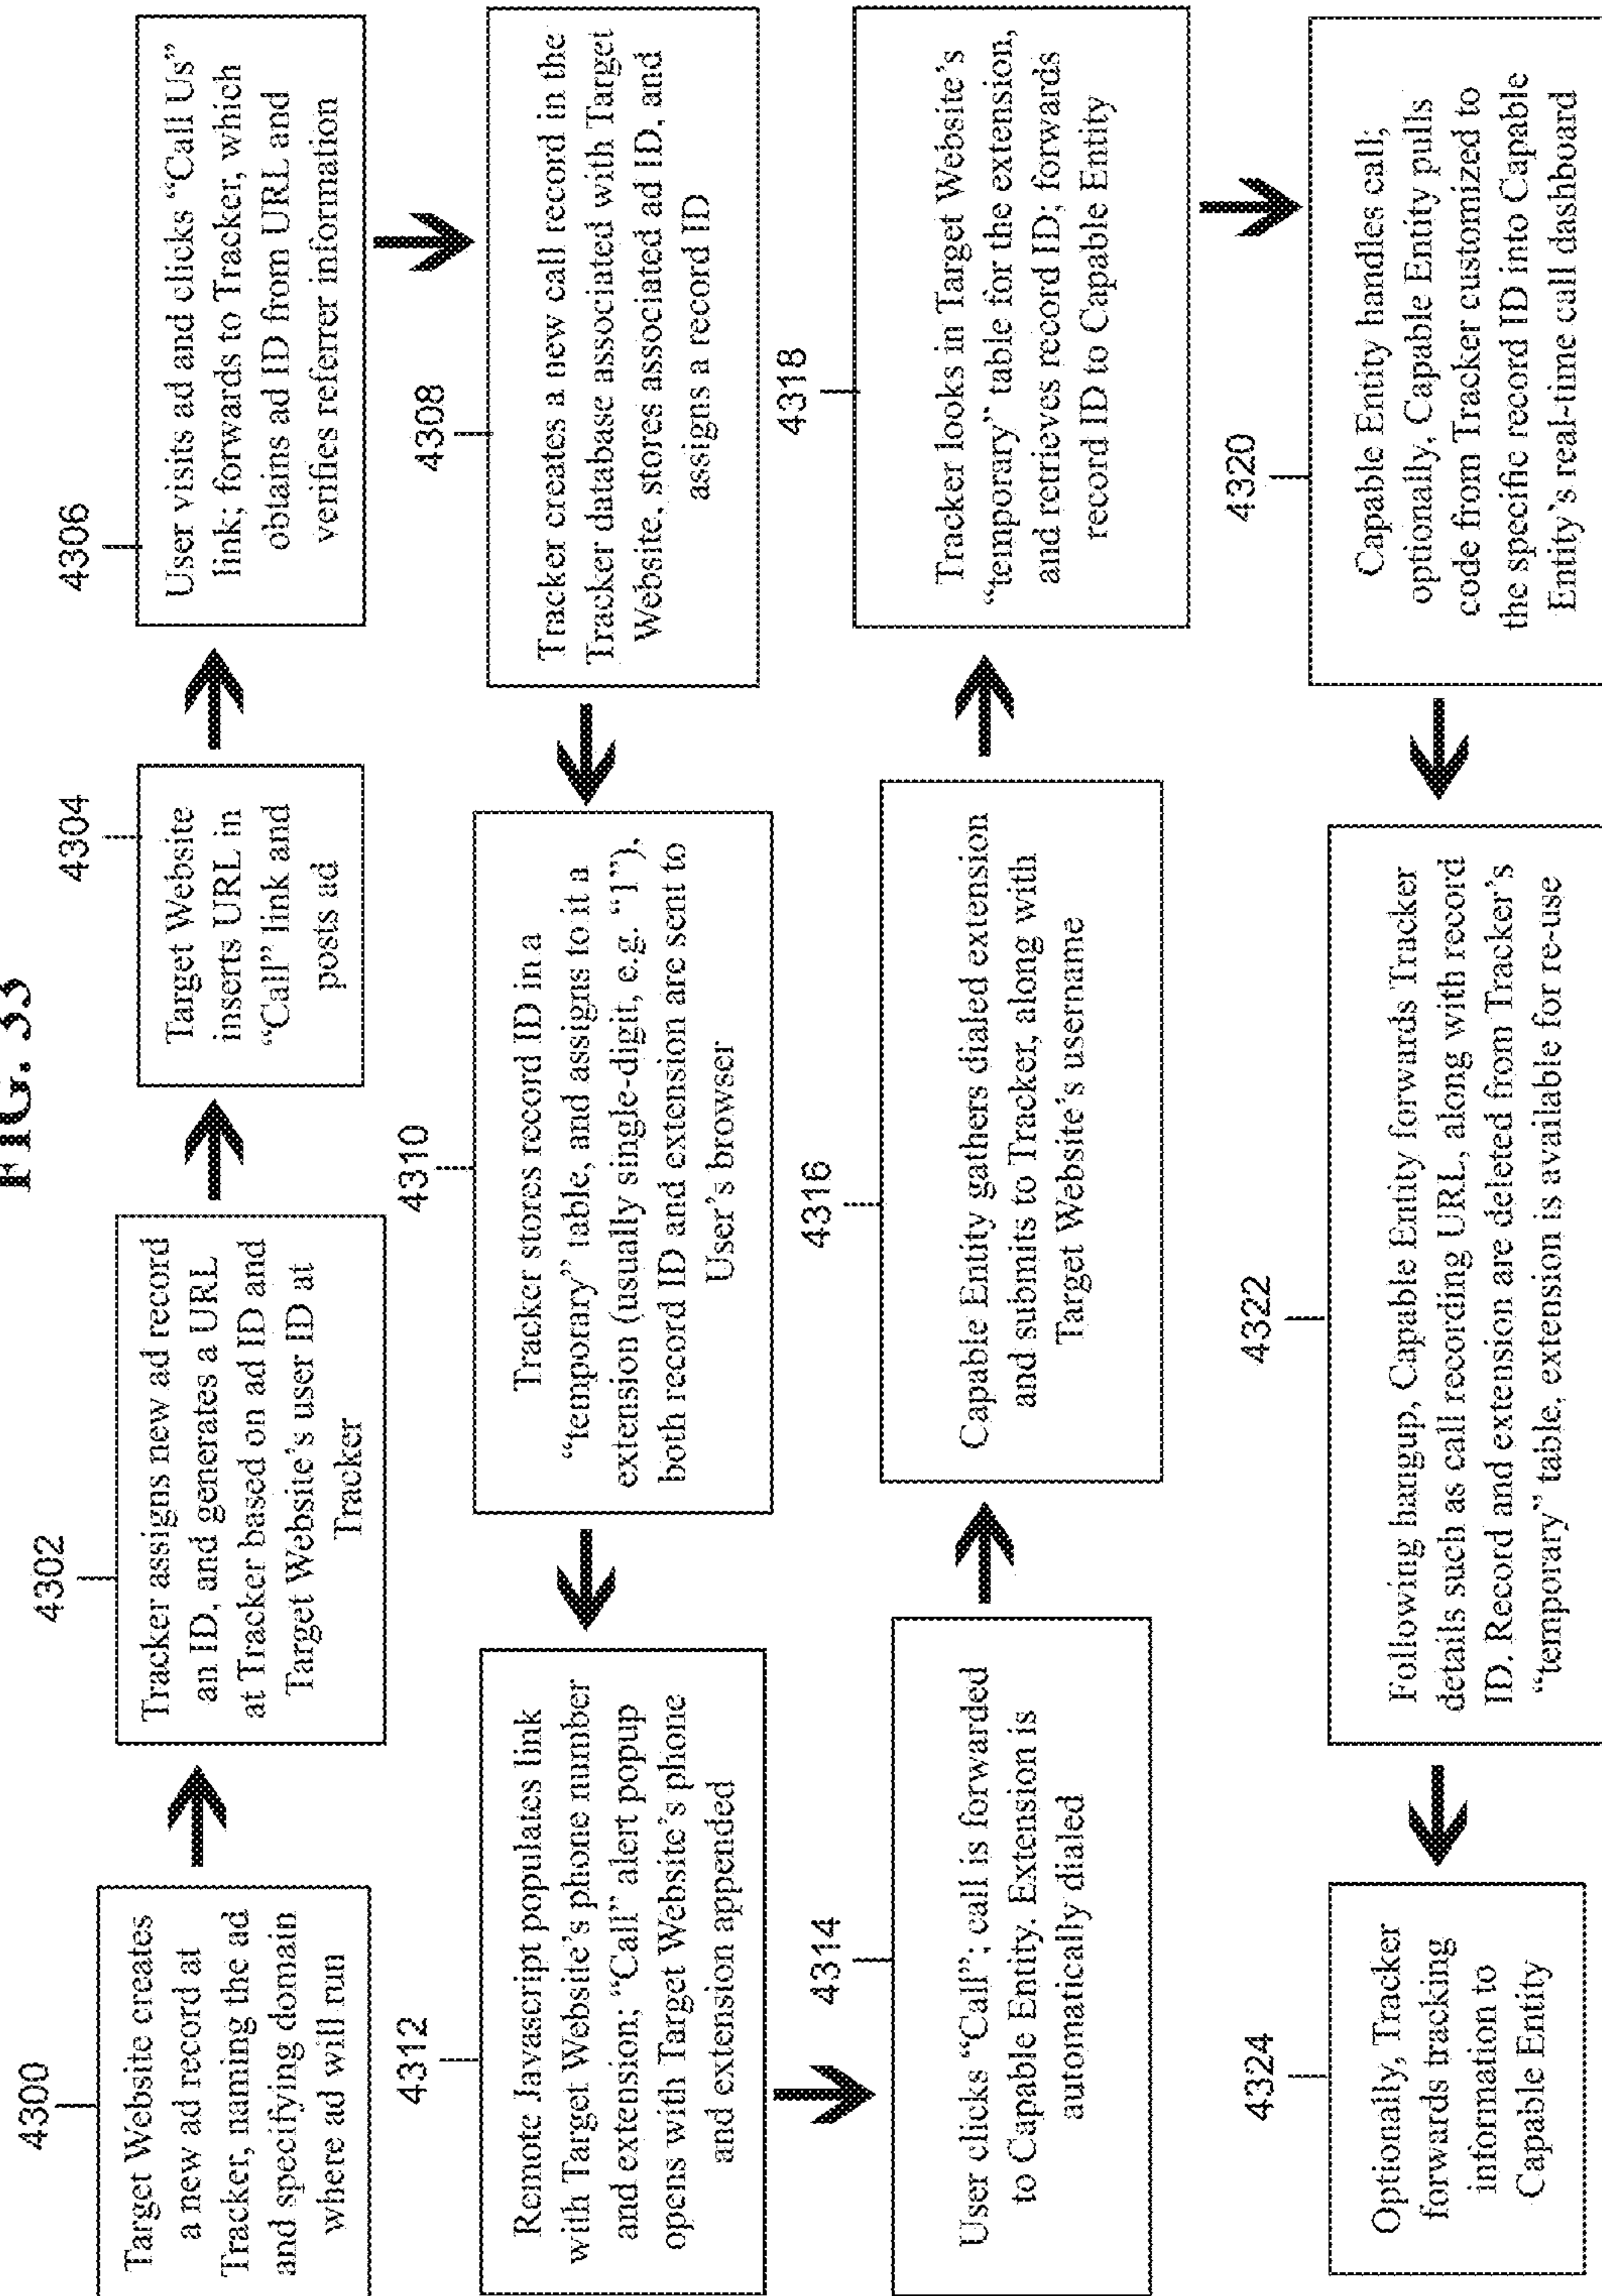 FIG. 33
4300
Target Website creates
a new ad record at
Tracker, naming the ad
and specifying domain
where ad will run
4302
Tracker assigns new ad record
an ID, and generates a URL
at Tracker based on ad ID and
Target Website's user ID at
Tracker
4304
Target Website
inserts URL in
“Call” link and
posts ad
4306
User visits ad and clicks “Call Us”
link; forwards to Tracker, which
obtains ad ID from URL and
verifies referrer information
4308
Tracker creates a new call record in the
Tracker database associated with Target
Website, stores associated ad ID, and
assigns a record ID
4310
Tracker stores record ID in a
“temporary” table, and assigns to it a
extension (usually single-digit, e.g. “1”),
both record ID and extension are sent to
User's browser
4312
Remote Javascript populates link
with Target Website's phone number
and extension; “Call” alert popup
opens with Target Website's phone
and extension appended
4314
User clicks “Call”; call is forwarded
to Capable Entity. Extension is
automatically dialed
4316
Capable Entity gathers dialed extension
and submits to Tracker, along with
Target Website's username
4318
Tracker looks in Target Website's
“temporary” table for the extension,
and retrieves record ID; forwards
record ID to Capable Entity
4320
Capable Entity handles call;
optionally, Capable Entity pulls
code from Tracker customized to
the specific record ID into Capable
Entity's real-time call dashboard
4322
Following hangup, Capable Entity forwards Tracker
details such as call recording URL, along with record
ID. Record and extension are deleted from Tracker's
“temporary” table, extension is available for re-use
4324
Optionally, Tracker
forwards tracking
information to
Capable Entity